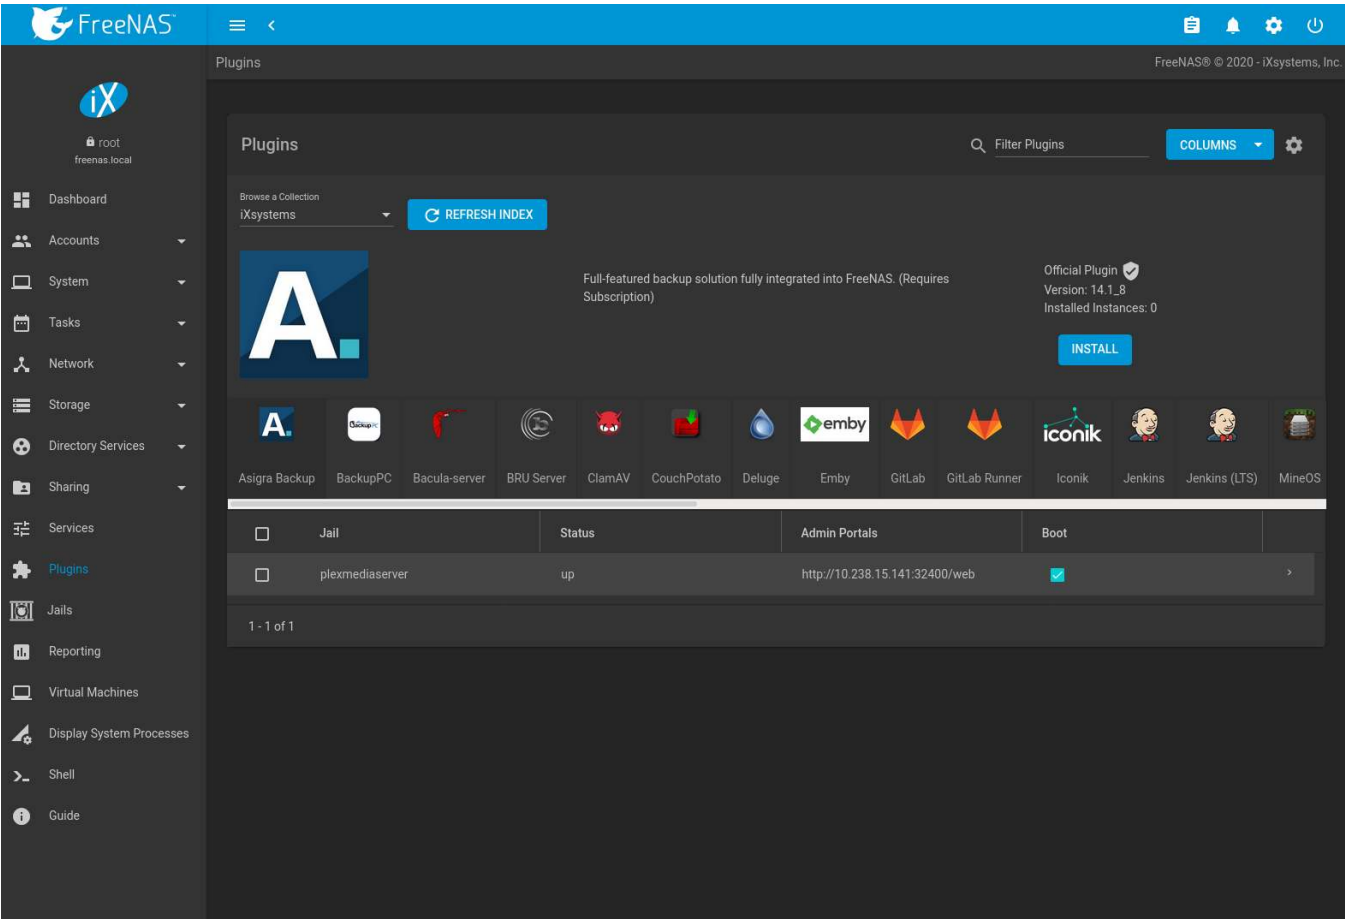 FreeNAS
Plugins
FreeNAS® © 2020 - iXsystems, Inc.
iX
root
freenas.local
Dashboard
Accounts
System
Tasks
Network
Storage
Directory Services
Sharing
Services
Plugins
Jails
Reporting
Virtual Machines
Display System Processes
Shell
Guide
Plugins
Filter Plugins
COLUMNS
Browse a Collection
iXsystems
REFRESH INDEX
A.
Full-featured backup solution fully integrated into FreeNAS. (Requires
Subscription)
Official Plugin
Version: 14.1_8
Installed Instances: 0
INSTALL
A. BackupPC emby iconik
Asigra Backup BackupPC Bacula-server BRU Server ClamAV CouchPotato Deluge Emby GitLab GitLab Runner Iconik Jenkins Jenkins (LTS) MineOS
Jail Status Admin Portals Boot
plexmediaserver up http://10.238.15.141:32400/web
1 - 1 of 1